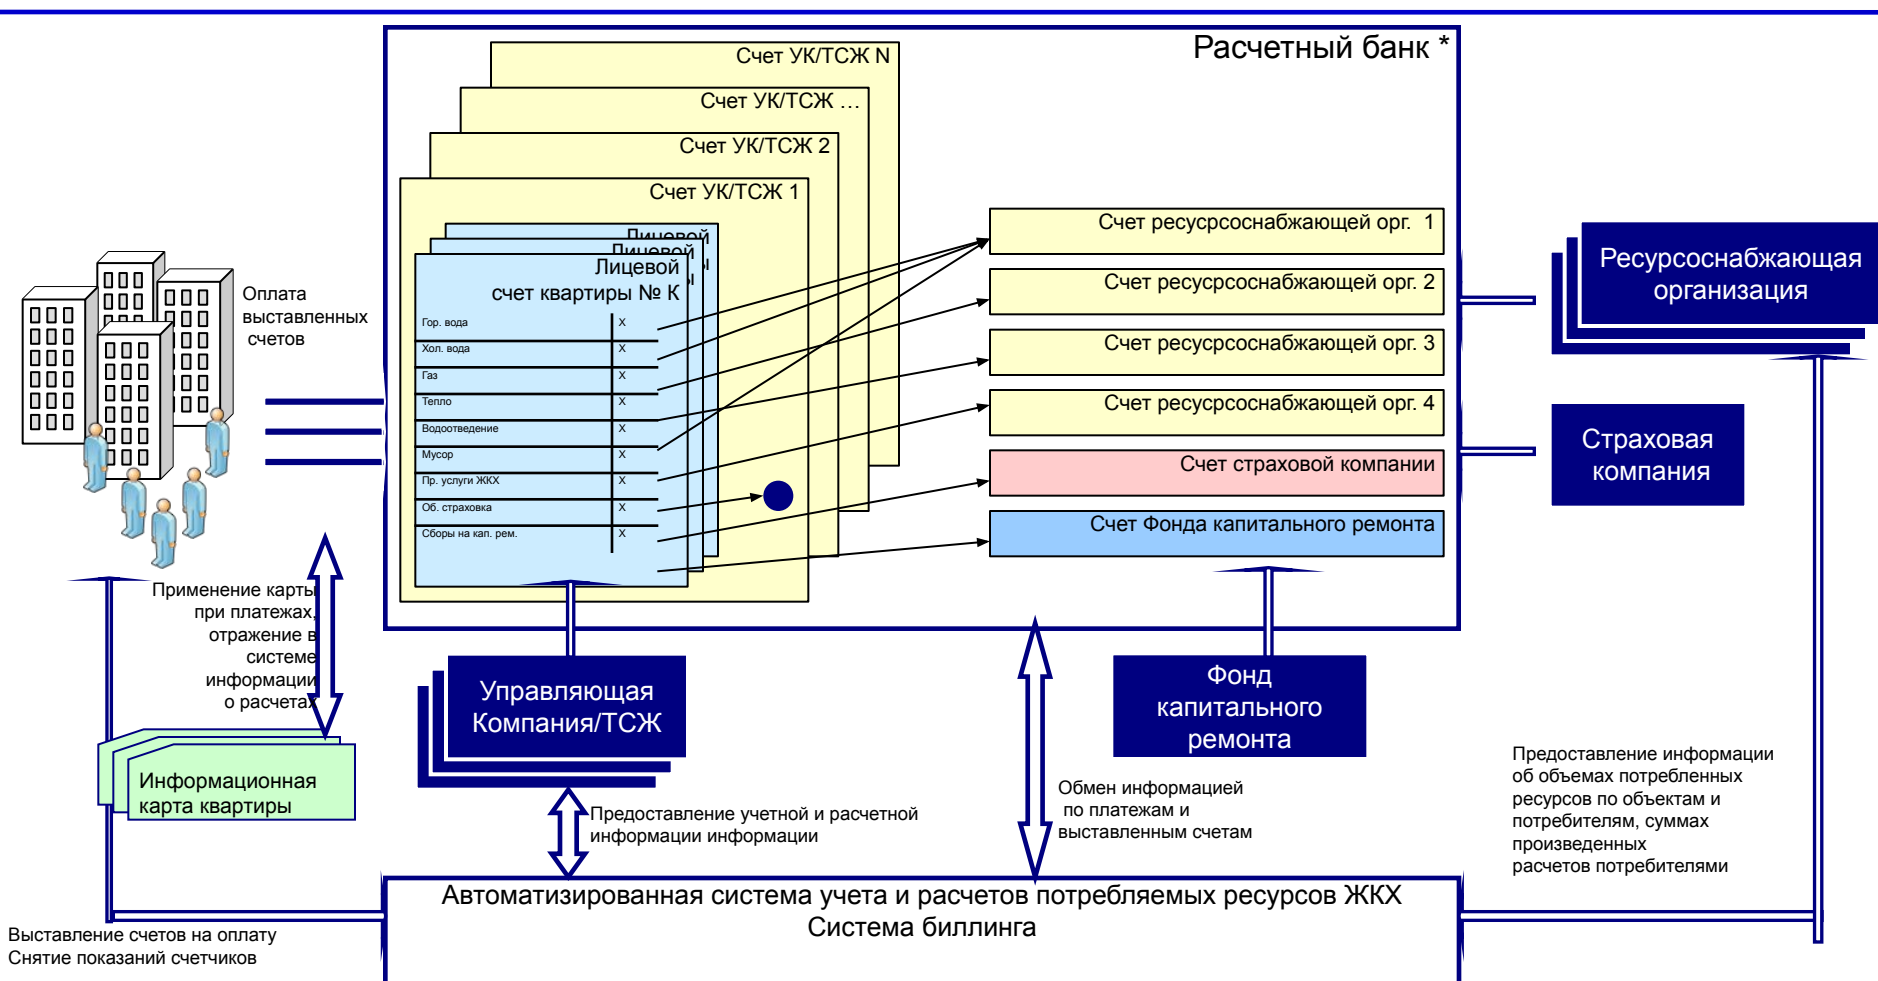 Расчетный банк *
Счет УК/ТСЖ N
Счет УК/ТСЖ ...
Счет УК/ТСЖ 2
Счет УК/ТСЖ 1
Лицевой
Лицевой
ы
ы
Лицевой
счет квартиры № К
Гор. вода X
Хол. вода X
Газ X
Тепло X
Водоотведение X
Мусор X
Пр. услуги ЖКХ X
Об. страховка X
Сборы на кап. рем. X
Счет ресусрсоснабжающей орг. 1
Счет ресусрсоснабжающей орг. 2
Счет ресусрсоснабжающей орг. 3
Счет ресусрсоснабжающей орг. 4
Счет страховой компании
Счет Фонда капитального ремонта
Ресурсоснабжающая
организация
Страховая
компания
Оплата
выставленных
счетов
Применение карты
при платежах,
отражение в
системе
информации
о расчетах
Информационная
карта квартиры
Управляющая
Компания/ТСЖ
Фонд
капитального
ремонта
Предоставление учетной и расчетной
информации информации
Обмен информацией
по платежам и
выставленным счетам
Предоставление информации
об объемах потребленных
ресурсов по объектам и
потребителям, суммах
произведенных
расчетов потребителями
Автоматизированная система учета и расчетов потребляемых ресурсов ЖКХ
Система биллинга
Выставление счетов на оплату
Снятие показаний счетчиков